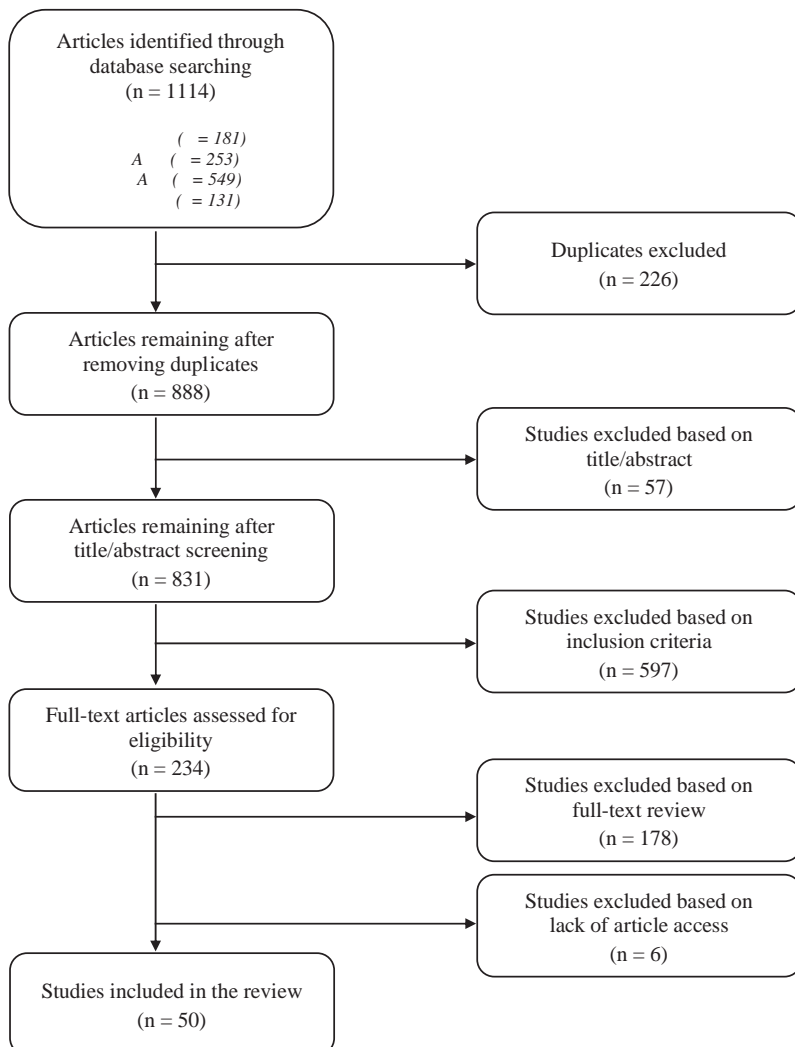 Articles identified through
database searching
(n = 1114)
( = 181)
A ( = 253)
A ( = 549)
( = 131)
Duplicates excluded
(n = 226)
Articles remaining after
removing duplicates
(n = 888)
Studies excluded based on
title/abstract
(n = 57)
Articles remaining after
title/abstract screening
(n = 831)
Studies excluded based on
inclusion criteria
(n = 597)
Full-text articles assessed for
eligibility
(n = 234)
Studies excluded based on
full-text review
(n = 178)
Studies excluded based on
lack of article access
(n = 6)
Studies included in the review
(n = 50)